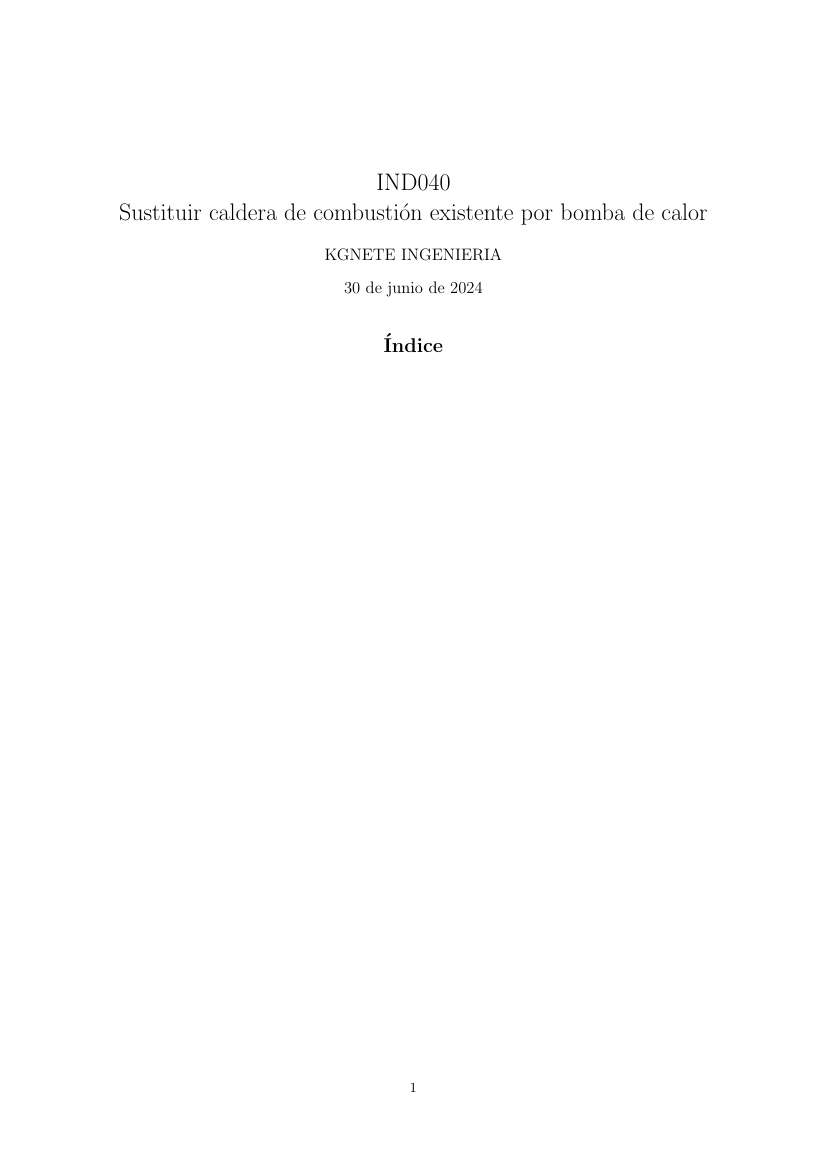 IND040
Sustituir caldera de combustión existente por bomba de calor
KGNETE INGENIERIA
30 de junio de 2024
Índice
1